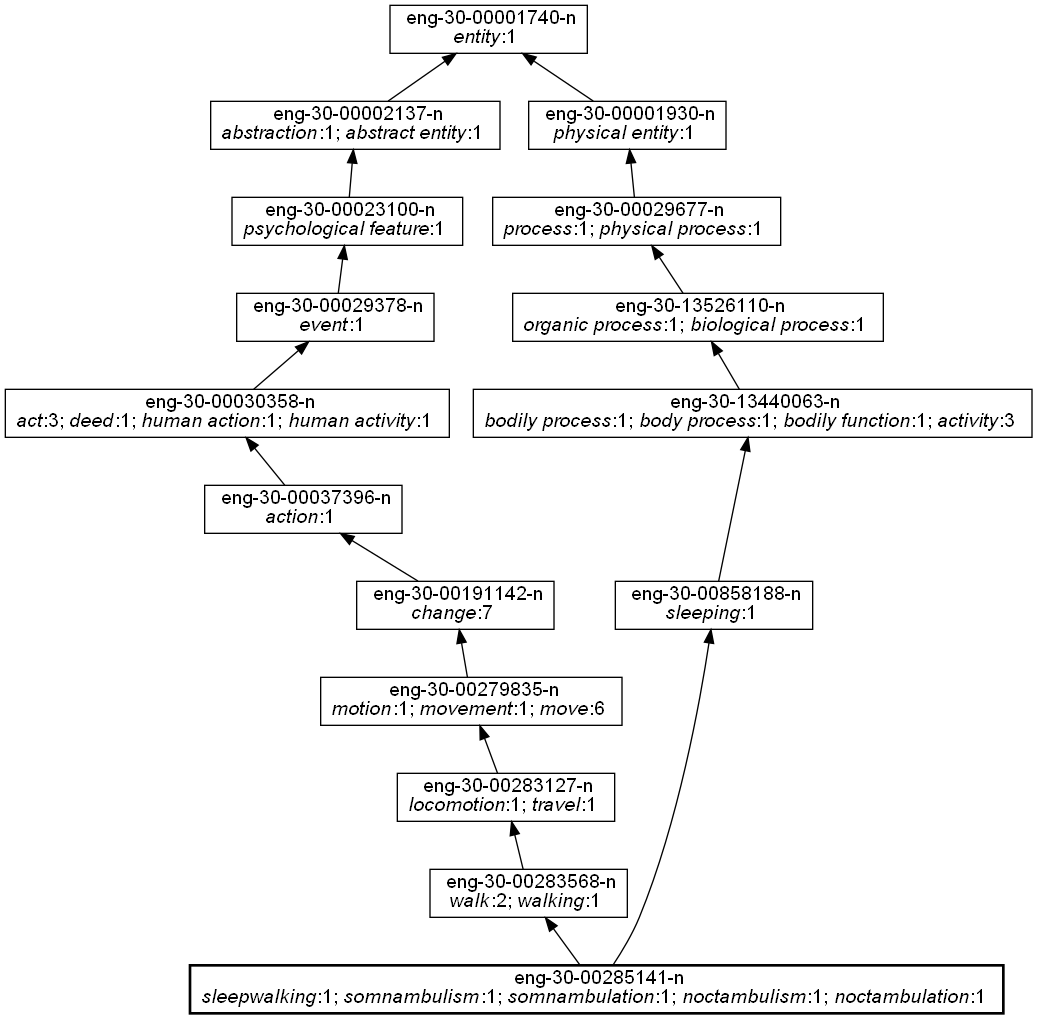 eng-30-00001740-n
entity:1
eng-30-00002137-n
abstraction:1; abstract entity:1
eng-30-00001930-n
physical entity:1
eng-30-00023100-n
psychological feature:1
eng-30-00029677-n
process:1; physical process:1
eng-30-00029378-n
event:1
eng-30-13526110-n
organic process:1; biological process:1
eng-30-00030358-n
act:3; deed:1; human action:1; human activity:1
eng-30-13440063-n
bodily process:1; body process:1; bodily function:1; activity:3
eng-30-00037396-n
action:1
eng-30-00191142-n
change:7
eng-30-00858188-n
sleeping:1
eng-30-00279835-n
motion:1; movement:1; move:6
eng-30-00283127-n
locomotion:1; travel:1
eng-30-00283568-n
walk:2; walking:1
eng-30-00285141-n
sleepwalking:1; somnambulism:1; somnambulation:1; noctambulism:1; noctambulation:1